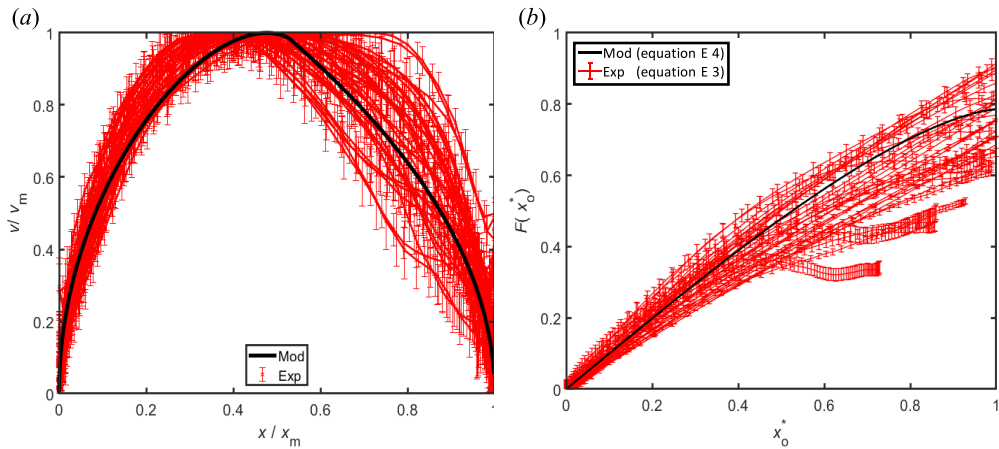 (a)
1
0.8
0.6
0.4
0.2
0
v / v_m
0 0.2 0.4 0.6 0.8 1
x / x_m
Mod
Exp
(b)
1
0.8
0.6
0.4
0.2
0
F( x_o^*)
0 0.2 0.4 0.6 0.8 1
x_o^*
Mod (equation E 4)
Exp (equation E 3)